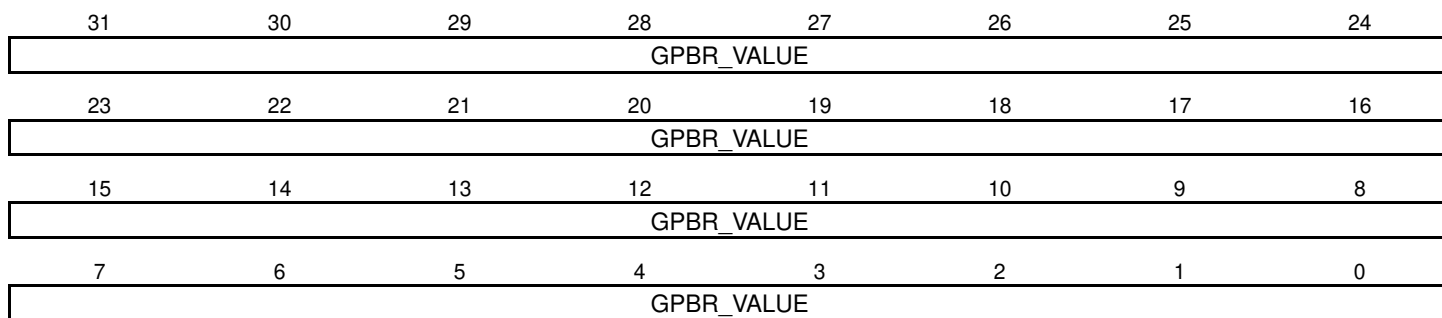 31 30 29 28 27 26 25 24
GPBR_VALUE
23 22 21 20 19 18 17 16
GPBR_VALUE
15 14 13 12 11 10 9 8
GPBR_VALUE
7 6 5 4 3 2 1 0
GPBR_VALUE